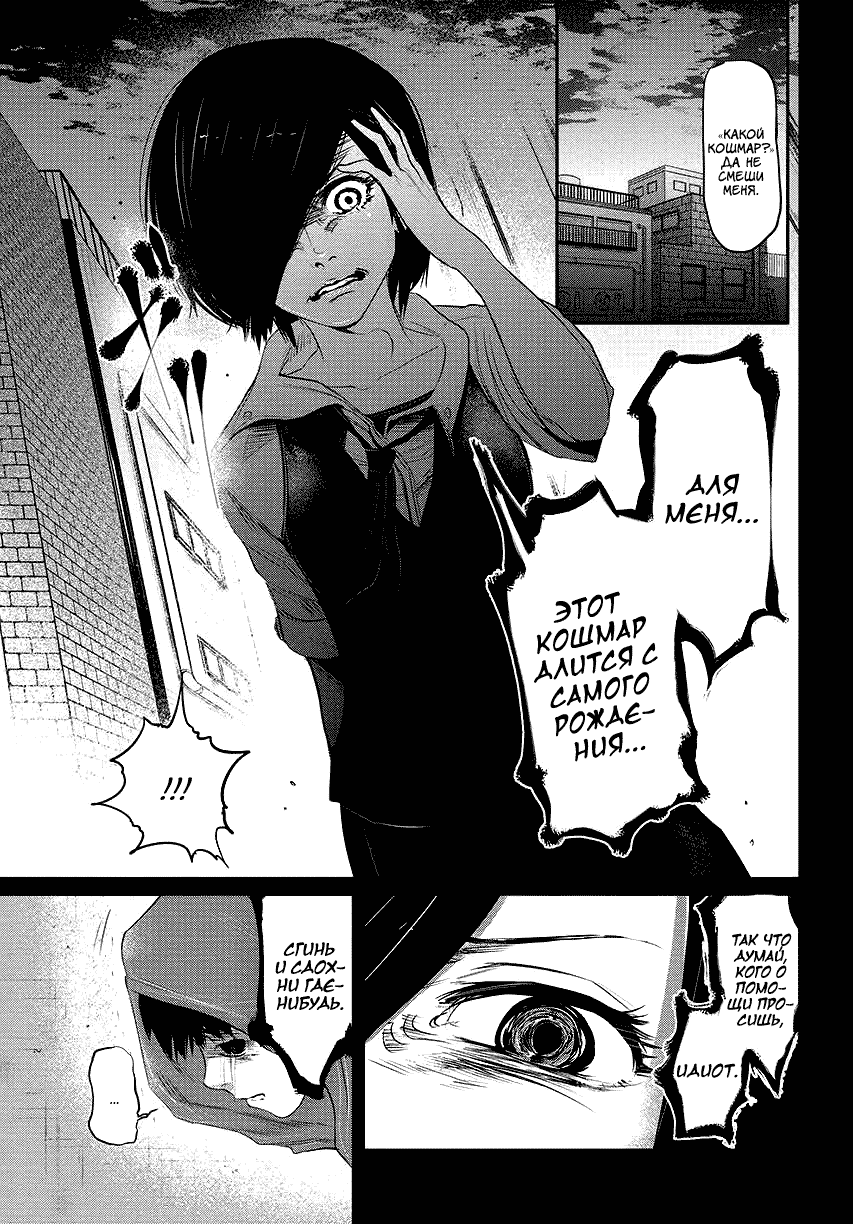 «КАКОЙ
КОШМАР?»
ДА НЕ
СМЕШИ
МЕНЯ.
ДЛЯ
МЕНЯ...
ЭТОТ
КОШМАР
ДЛИТСЯ С
САМОГО
РОЖДЕ-
НИЯ...
!!!
ТАК ЧТО
ДУМАЙ,
КОГО О
ПОМО-
ЩИ ПРО-
СИШЬ,
ИДИОТ.
СГИНЬ
И СДОХ-
НИ ГДЕ-
НИБУДЬ.
...